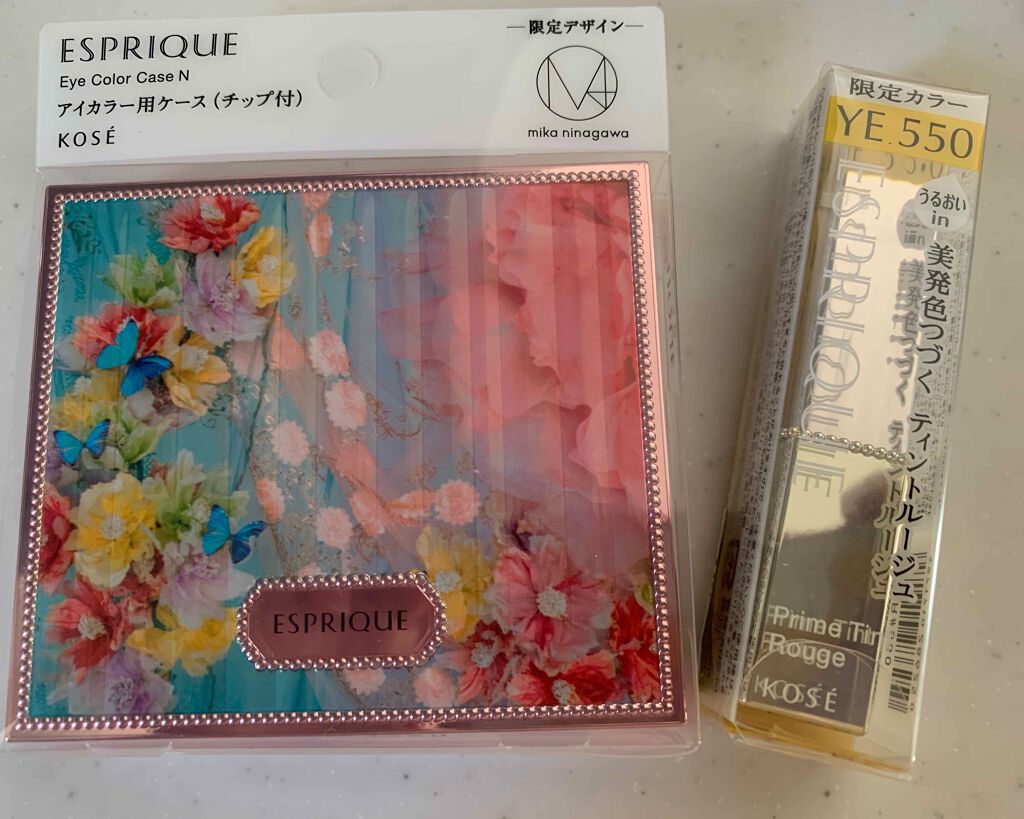 ESPRIQUE
Eye Color Case N
アイカラー用ケース(チップ付)
KOSÉ
限定デザイン
mika ninagawa
ESPRIQUE
限定カラー
YE 550
うるおい
in
美発色つづく ティントルージュ
ESPRIQUE
Prime Tint
Rouge
KOSÉ